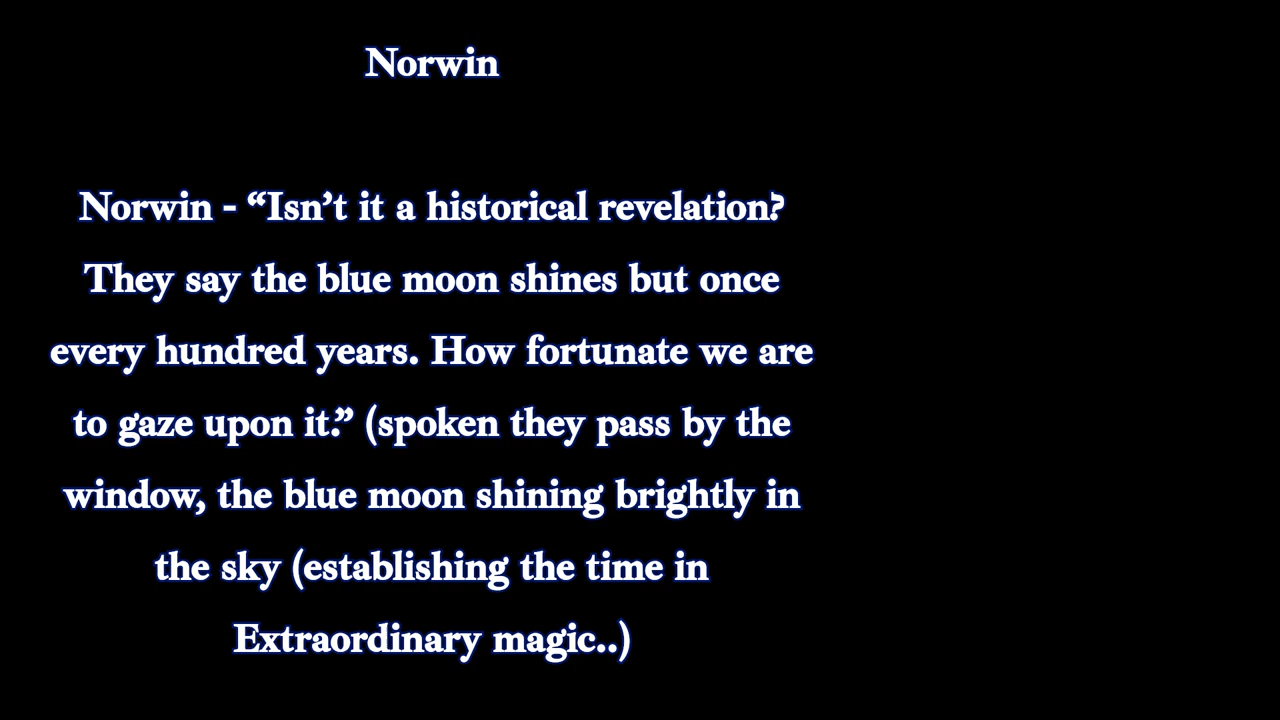 Norwin
Norwin - “Isn’t it a historical revelation?
They say the blue moon shines but once
every hundred years. How fortunate we are
to gaze upon it.” (spoken they pass by the
window, the blue moon shining brightly in
the sky (establishing the time in
Extraordinary magic..)